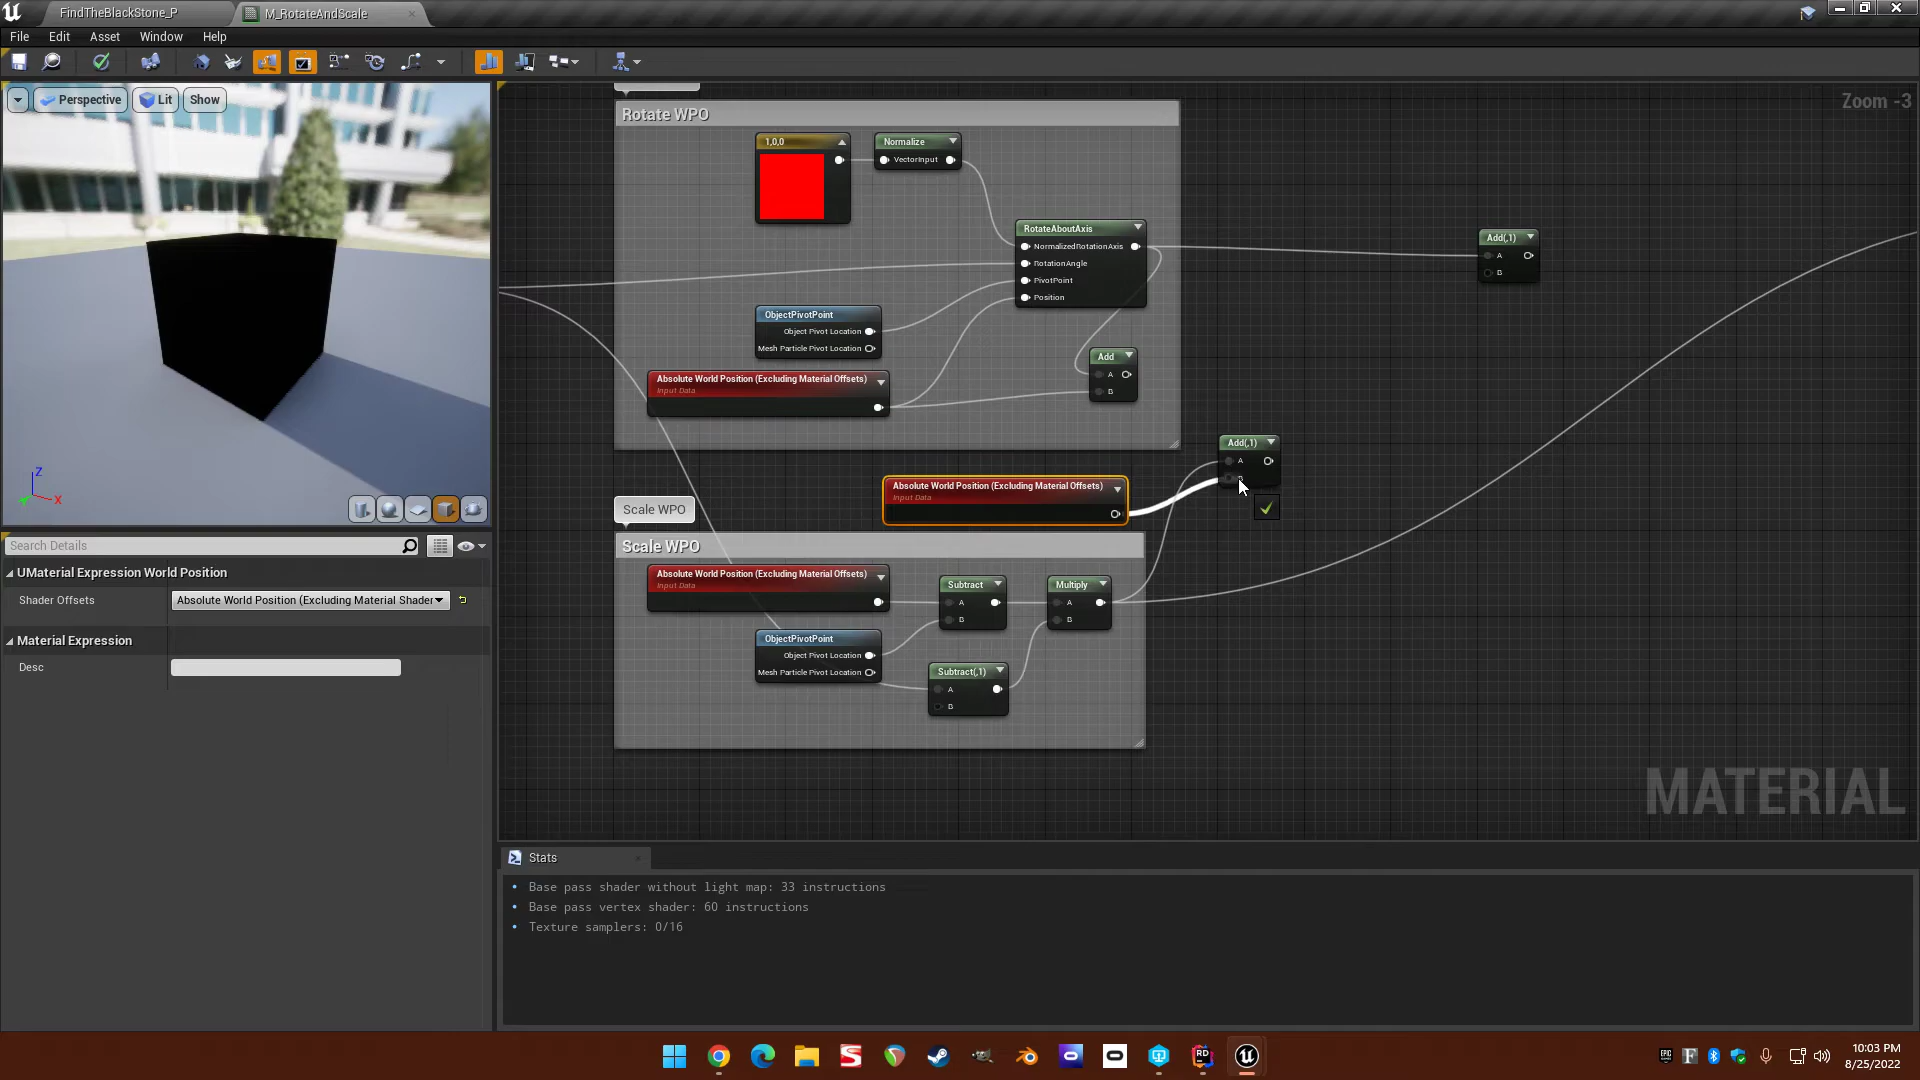 FindTheBlackStone_P
M_RotateAndScale
File Edit Asset Window Help
Perspective Lit Show
Zoom -3
Rotate WPO
1,0,0
Normalize
VectorInput
RotateAboutAxis
NormalizedRotationAxis
RotationAngle
PivotPoint
Position
Add(,1)
A
B
ObjectPivotPoint
Object Pivot Location
Mesh Particle Pivot Location
Add
A
B
Absolute World Position (Excluding Material Offsets)
Input Data
Add(,1)
A
Absolute World Position (Excluding Material Offsets)
Input Data
Scale WPO
Scale WPO
Absolute World Position (Excluding Material Offsets)
Input Data
Subtract
A
B
Multiply
A
B
ObjectPivotPoint
Object Pivot Location
Mesh Particle Pivot Location
Subtract(,1)
A
B
MATERIAL
Z
X
Search Details
UMaterial Expression World Position
Shader Offsets
Absolute World Position (Excluding Material Shader
Material Expression
Desc
Stats
Base pass shader without light map: 33 instructions
Base pass vertex shader: 60 instructions
Texture samplers: 0/16
10:03 PM
8/25/2022